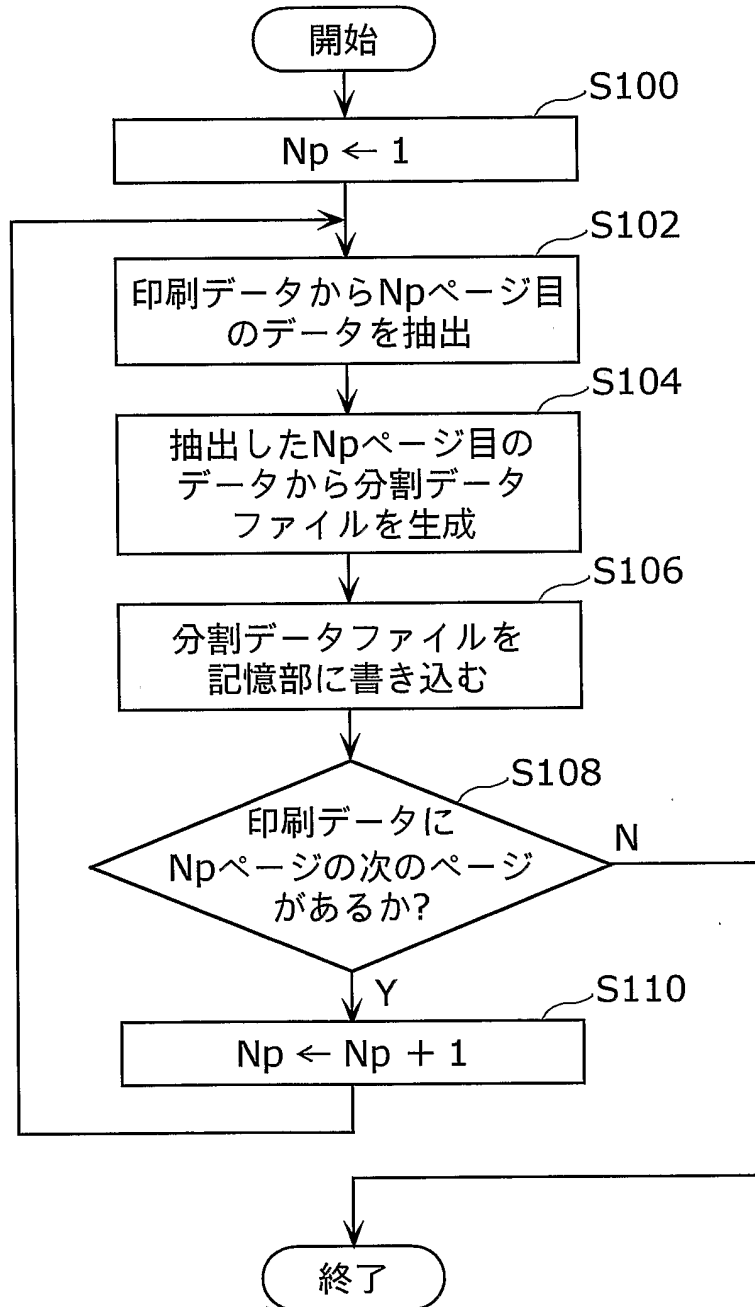 開始
S100
Np ← 1
S102
印刷データからNpページ目
のデータを抽出
S104
抽出したNpページ目の
データから分割データ
ファイルを生成
S106
分割データファイルを
記憶部に書き込む
S108
印刷データに
Npページの次のページ
があるか?
N
Y
S110
Np ← Np + 1
終了